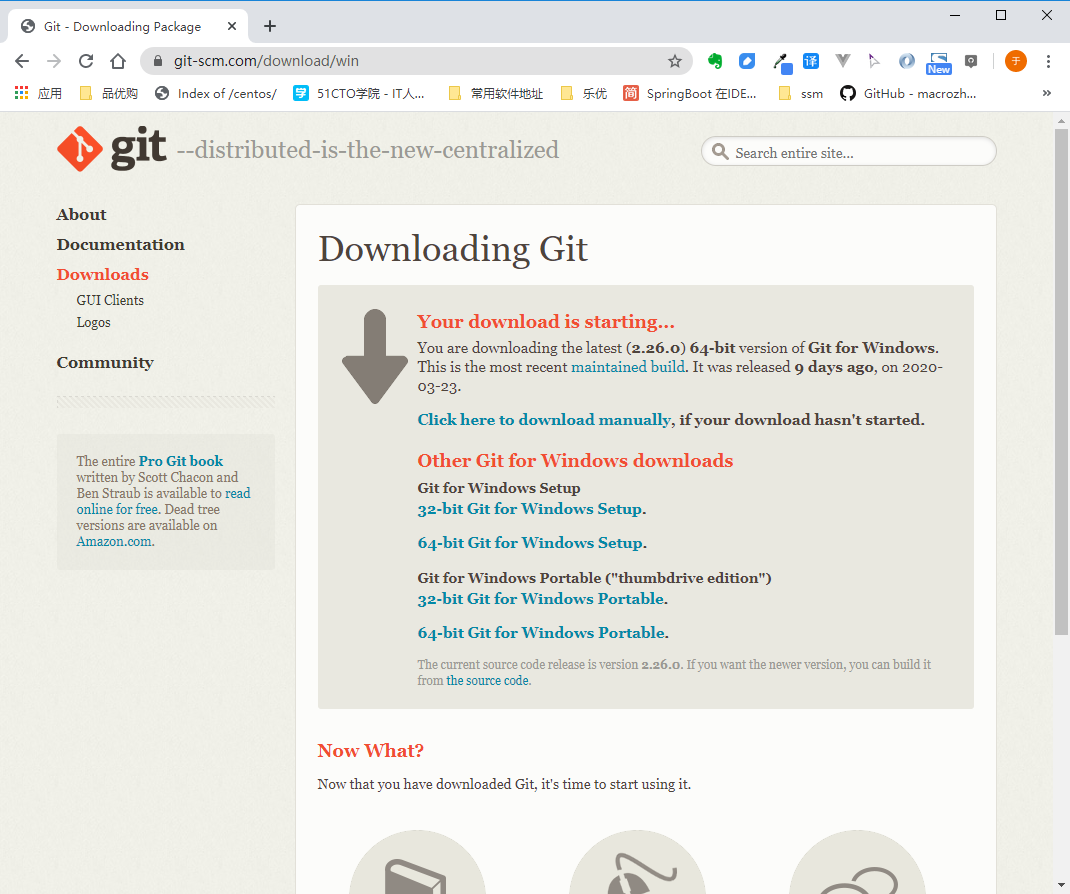 Git - Downloading Package
git-scm.com/download/win
译
New
于
应用
品优购
Index of /centos/
学
51CTO学院 - IT人...
常用软件地址
乐优
简
SpringBoot 在IDE...
ssm
GitHub - macrozh...
»
git --distributed-is-the-new-centralized
Search entire site...
About
Documentation
Downloads
GUI Clients
Logos
Community
The entire Pro Git book
written by Scott Chacon and
Ben Straub is available to read
online for free. Dead tree
versions are available on
Amazon.com.
Downloading Git
Your download is starting...
You are downloading the latest (2.26.0) 64-bit version of Git for Windows.
This is the most recent maintained build. It was released 9 days ago, on 2020-
03-23.
Click here to download manually, if your download hasn't started.
Other Git for Windows downloads
Git for Windows Setup
32-bit Git for Windows Setup.
64-bit Git for Windows Setup.
Git for Windows Portable ("thumbdrive edition")
32-bit Git for Windows Portable.
64-bit Git for Windows Portable.
The current source code release is version 2.26.0. If you want the newer version, you can build it
from the source code.
Now What?
Now that you have downloaded Git, it's time to start using it.